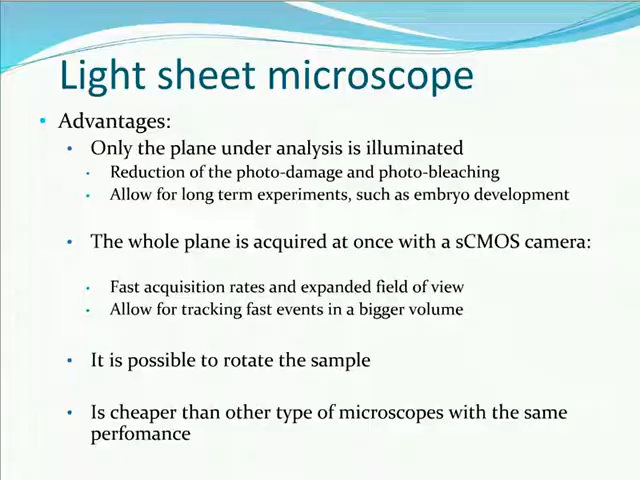 Light sheet microscope
• Advantages:
• Only the plane under analysis is illuminated
• Reduction of the photo-damage and photo-bleaching
• Allow for long term experiments, such as embryo development
• The whole plane is acquired at once with a sCMOS camera:
• Fast acquisition rates and expanded field of view
• Allow for tracking fast events in a bigger volume
• It is possible to rotate the sample
• Is cheaper than other type of microscopes with the same
perfomance